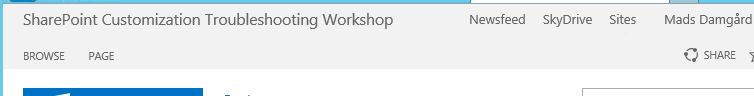 SharePoint Customization Troubleshooting Workshop Newsfeed SkyDrive Sites Mads Damgård
BROWSE PAGE SHARE